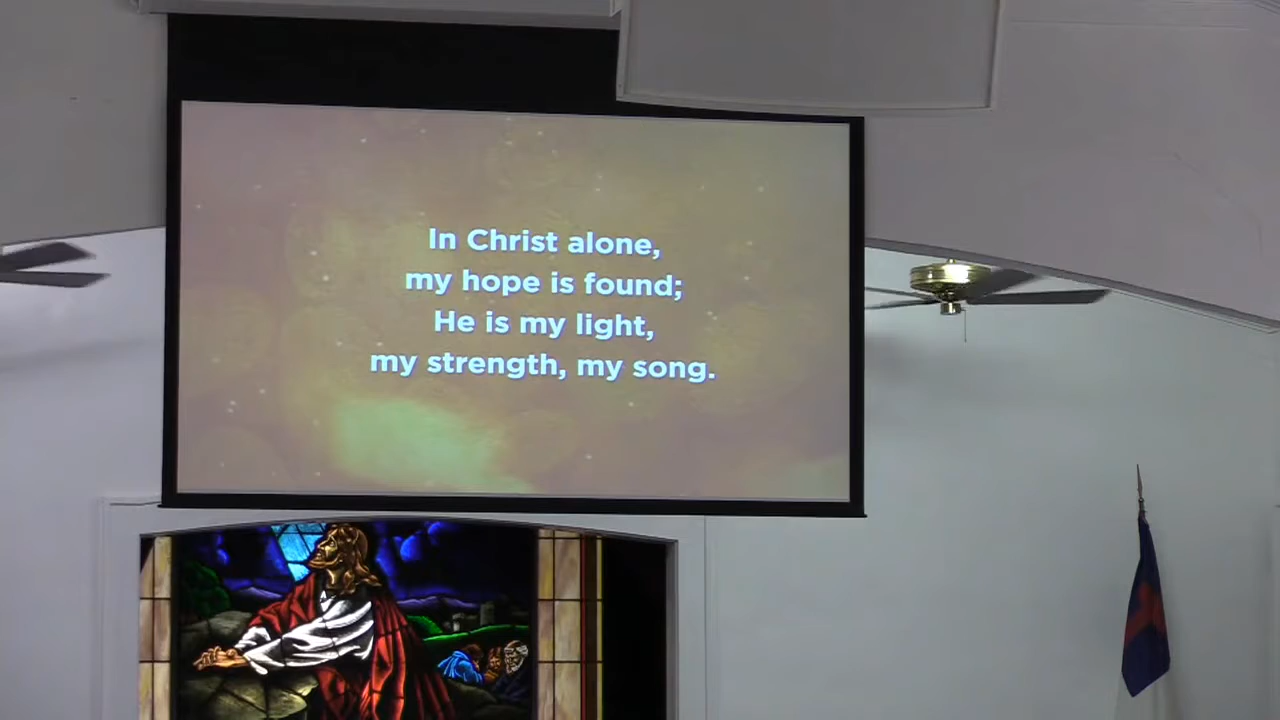 In Christ alone,
my hope is found;
He is my light,
my strength, my song.